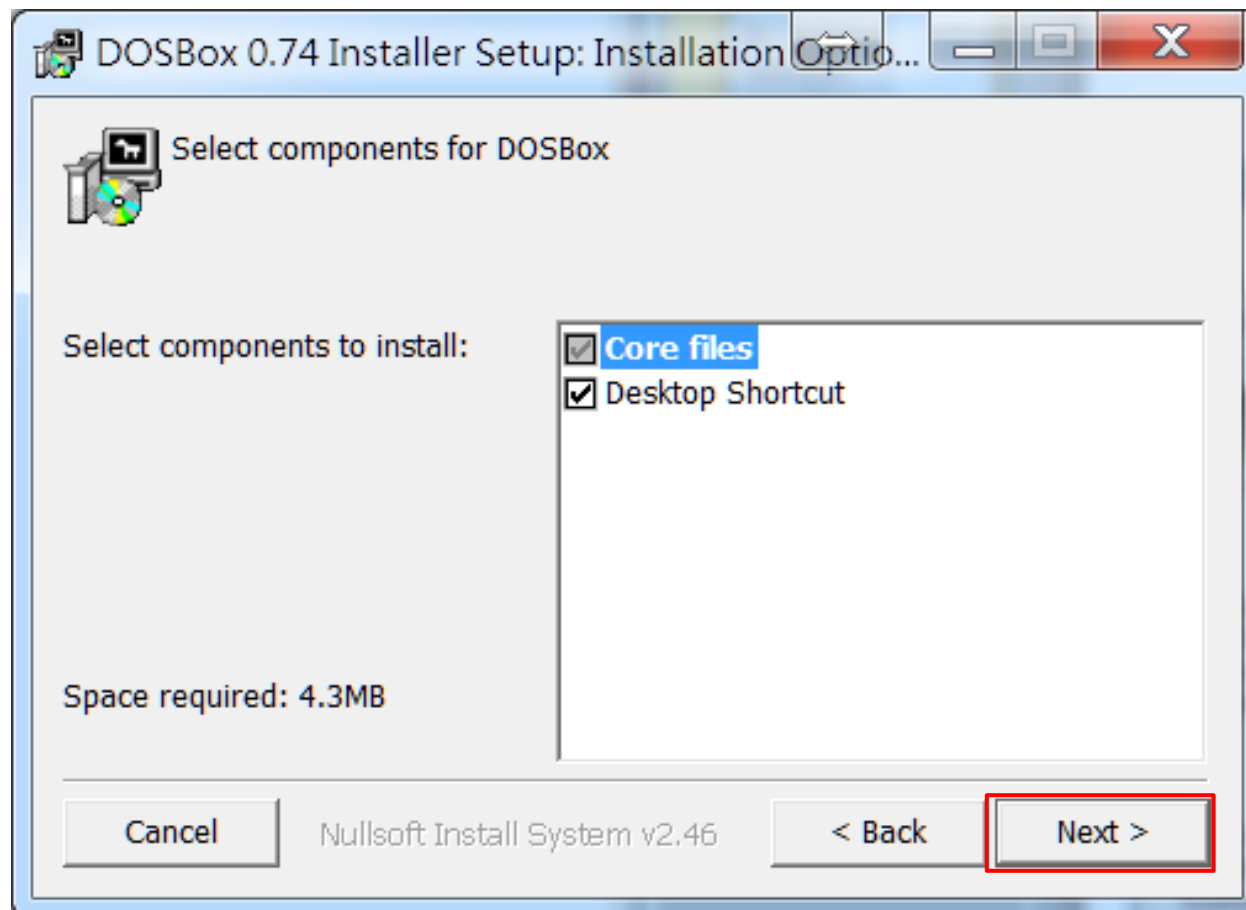 DOSBox 0.74 Installer Setup: Installation Optio...
Select components for DOSBox
Select components to install:
Core files
Desktop Shortcut
Space required: 4.3MB
Cancel
Nullsoft Install System v2.46
< Back
Next >